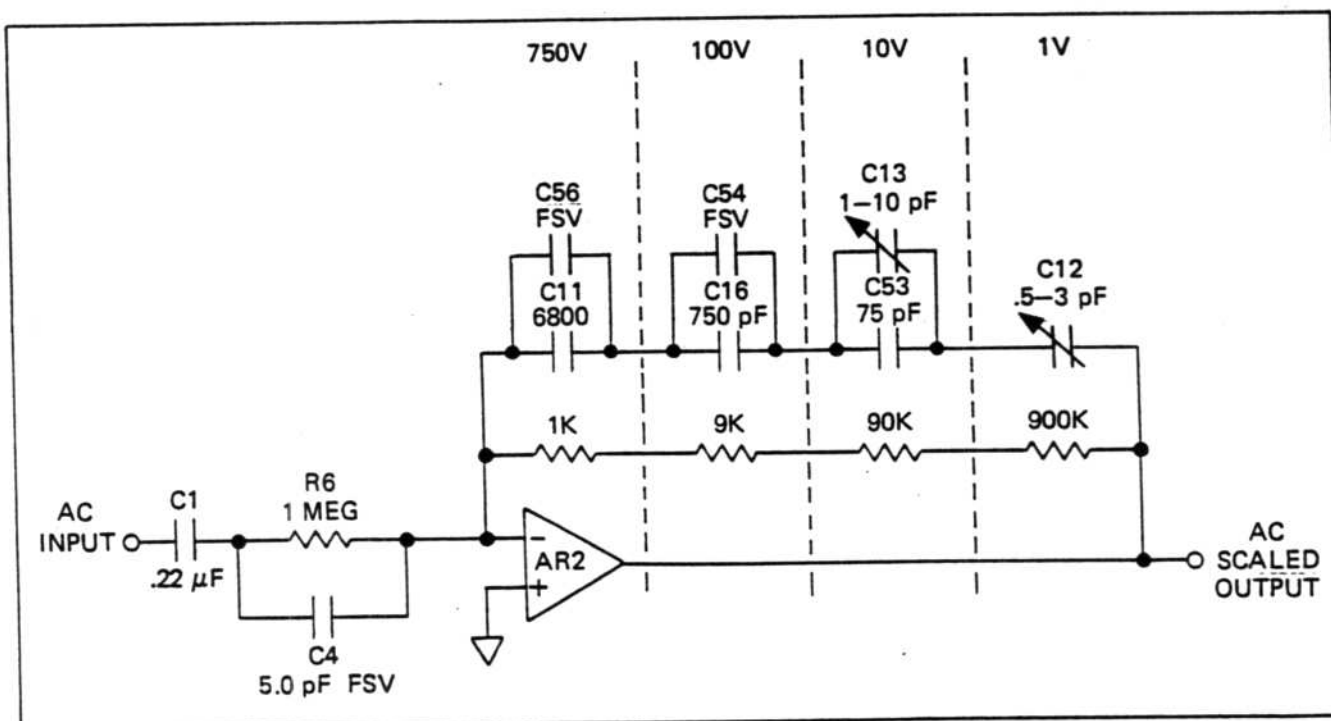 750V 100V 10V 1V
C56
FSV
C11
6800
C54
FSV
C16
750 pF
C13
1–10 pF
C53
75 pF
C12
.5–3 pF
1K 9K 90K 900K
AC
INPUT
C1
.22 µF
R6
1 MEG
C4
5.0 pF FSV
–
AR2
+
AC
SCALED
OUTPUT